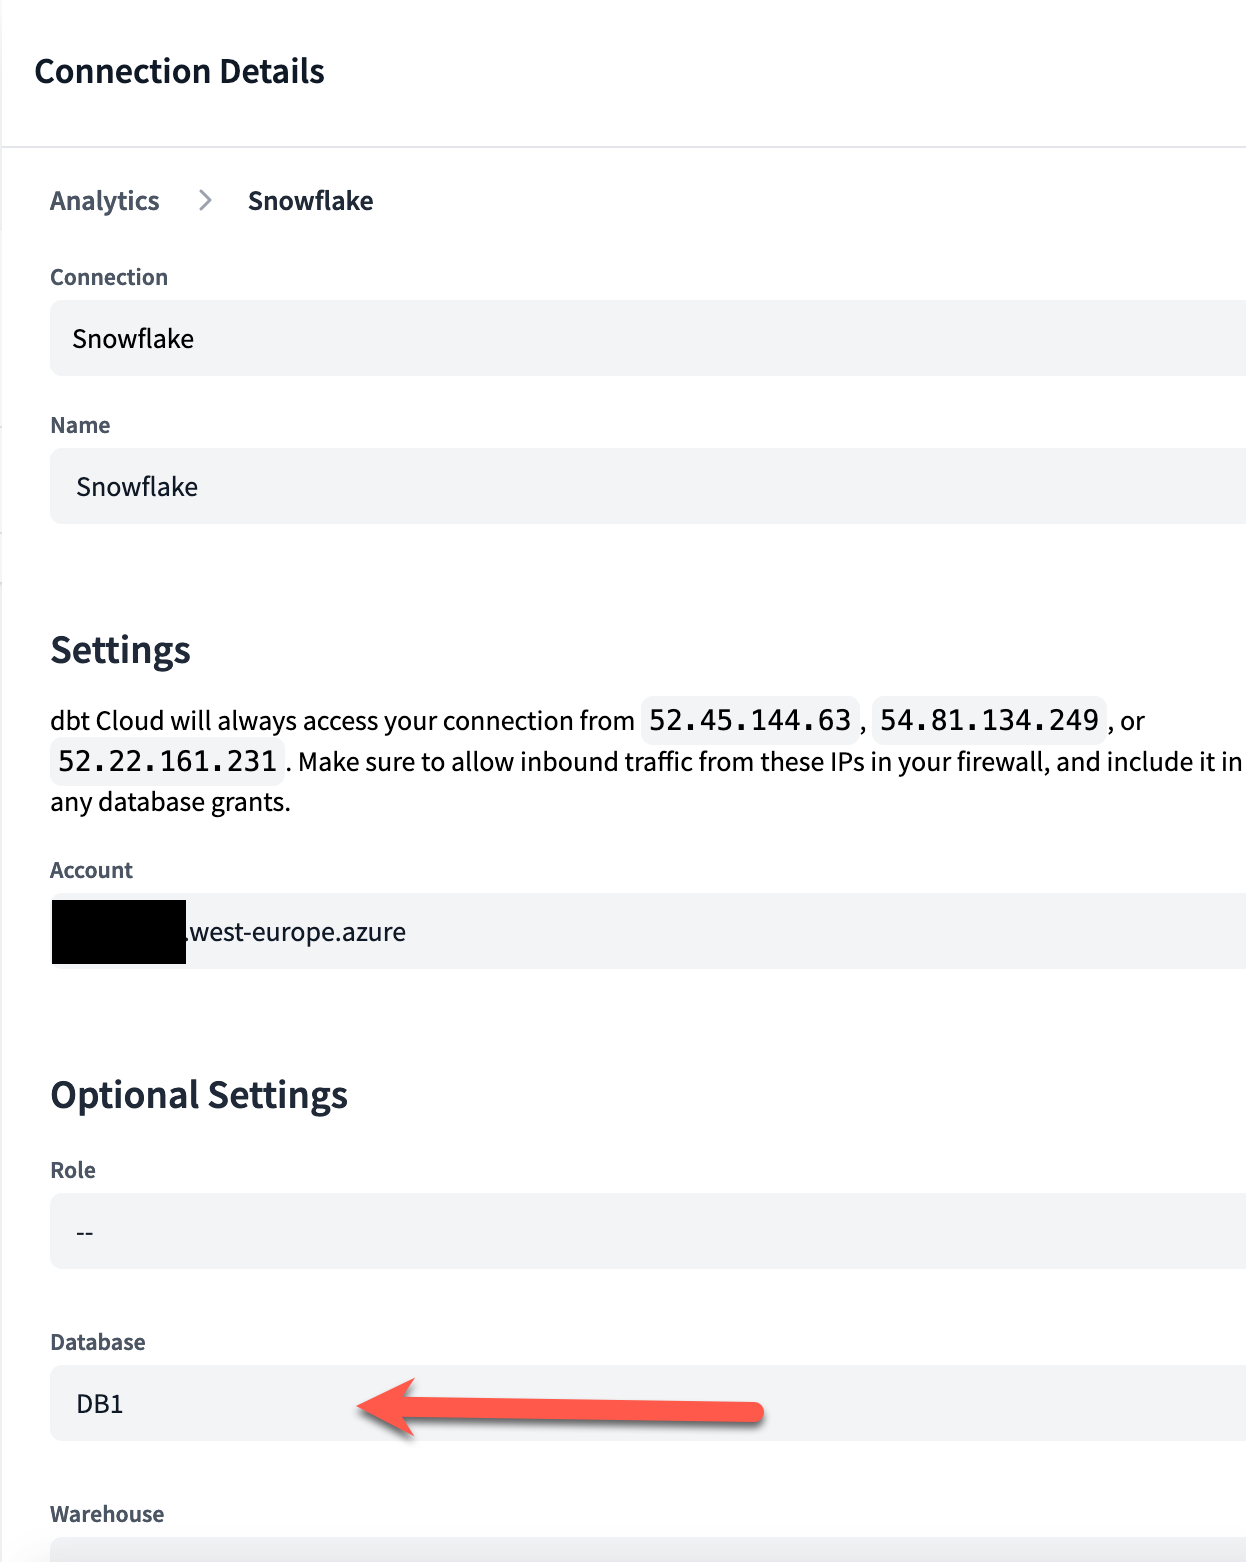 Connection Details
Analytics > Snowflake
Connection
Snowflake
Name
Snowflake
Settings
dbt Cloud will always access your connection from 52.45.144.63, 54.81.134.249, or
52.22.161.231. Make sure to allow inbound traffic from these IPs in your firewall, and include it in
any database grants.
Account
.west-europe.azure
Optional Settings
Role
--
Database
DB1
Warehouse